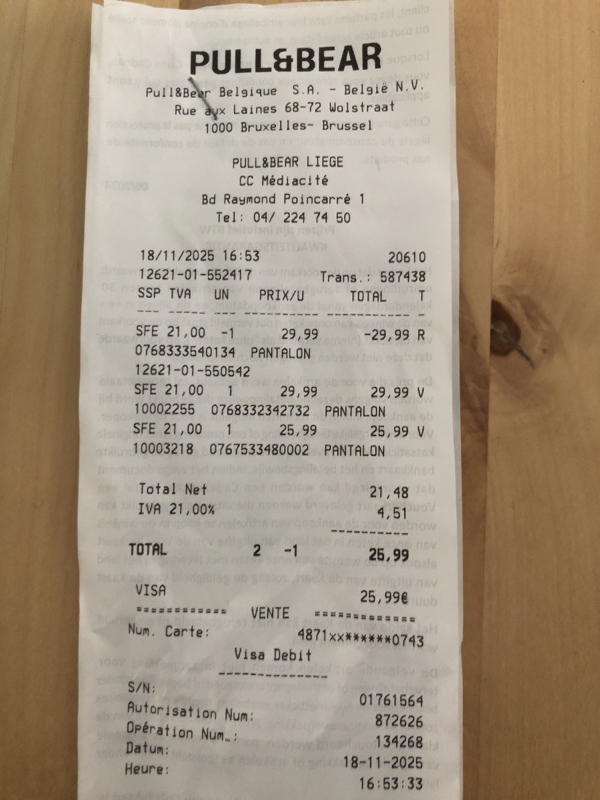 PULL&BEAR
Pull&Bear Belgique S.A. - België N.V.
Rue aux Laines 68-72 Wolstraat
1000 Bruxelles- Brussel
PULL&BEAR LIEGE
CC Médiacité
Bd Raymond Poincarré 1
Tel: 04/ 224 74 50
18/11/2025 16:53 20610
12621-01-552417 Trans.: 587438
SSP TVA UN PRIX/U TOTAL T
--- --- --- --- --- -
SFE 21,00 -1 29,99 -29,99 R
0768333540134 PANTALON
12621-01-550542
SFE 21,00 1 29,99 29,99 V
10002255 0768332342732 PANTALON
SFE 21,00 1 25,99 25,99 V
10003218 0767533480002 PANTALON
Total Net 21,48
IVA 21,00% 4,51
----------
TOTAL 2 -1 25,99
VISA 25,99€
============ VENTE =============
Num. Carte: 4871xx******0743
Visa Debit
--------------
S/N: 01761564
Autorisation Num: 872626
Opération Num.: 134268
Datum: 18-11-2025
Heure: 16:53:33